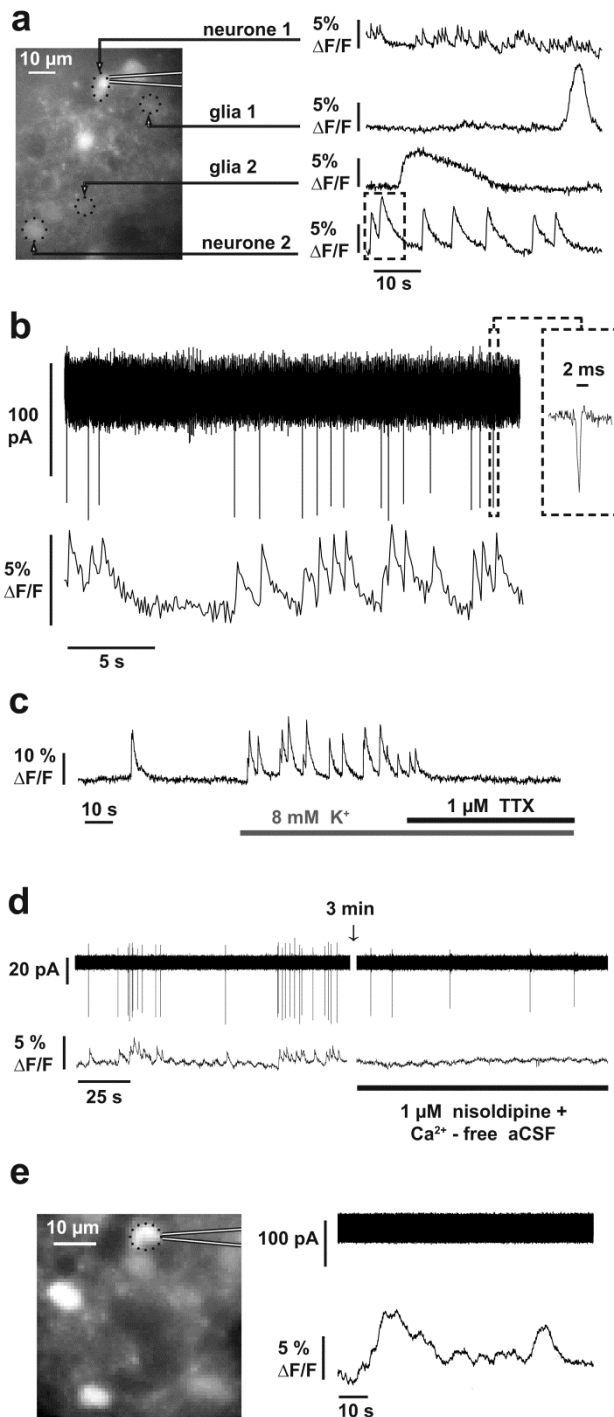 a
10 µm
neurone 1
5%
ΔF/F
glia 1
5%
ΔF/F
glia 2
5%
ΔF/F
neurone 2
5%
ΔF/F
10 s
b
100
pA
2 ms
5%
ΔF/F
5 s
c
10 %
ΔF/F
10 s
8 mM K⁺
1 µM TTX
d
3 min
↓
20 pA
5 %
ΔF/F
25 s
1 µM nisoldipine +
Ca²⁺ - free aCSF
e
10 µm
100 pA
5 %
ΔF/F
10 s